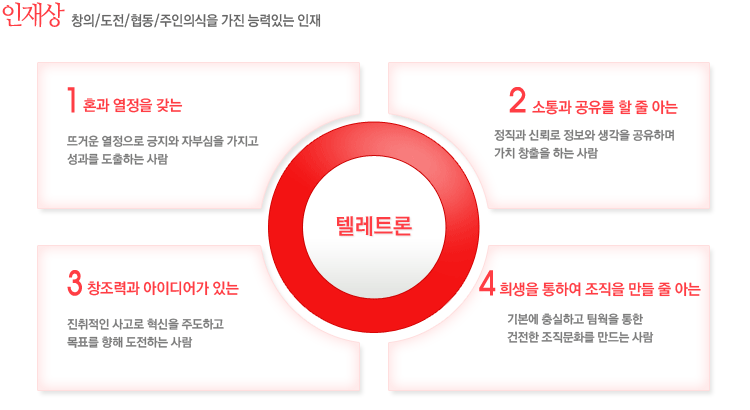 인재상 창의/도전/협동/주인의식을 가진 능력있는 인재
1 혼과 열정을 갖는
뜨거운 열정으로 긍지와 자부심을 가지고
성과를 도출하는 사람
2 소통과 공유를 할 줄 아는
정직과 신뢰로 정보와 생각을 공유하며
가치 창출을 하는 사람
텔레트론
3 창조력과 아이디어가 있는
진취적인 사고로 혁신을 주도하고
목표를 향해 도전하는 사람
4 희생을 통하여 조직을 만들 줄 아는
기본에 충실하고 팀웍을 통한
건전한 조직문화를 만드는 사람